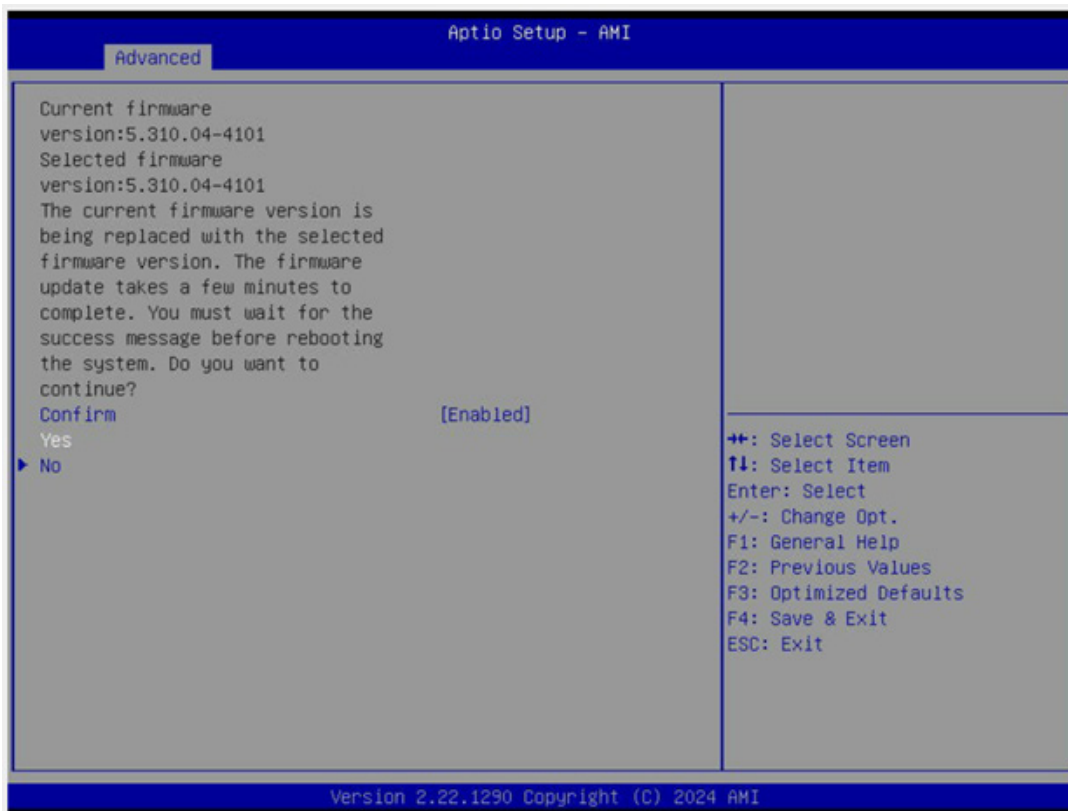 Aptio Setup - AMI
Advanced
Current firmware
version:5.310.04-4101
Selected firmware
version:5.310.04-4101
The current firmware version is
being replaced with the selected
firmware version. The firmware
update takes a few minutes to
complete. You must wait for the
success message before rebooting
the system. Do you want to
continue?
Confirm [Enabled]
Yes
No
→←: Select Screen
↑↓: Select Item
Enter: Select
+/-: Change Opt.
F1: General Help
F2: Previous Values
F3: Optimized Defaults
F4: Save & Exit
ESC: Exit
Version 2.22.1290 Copyright (C) 2024 AMI